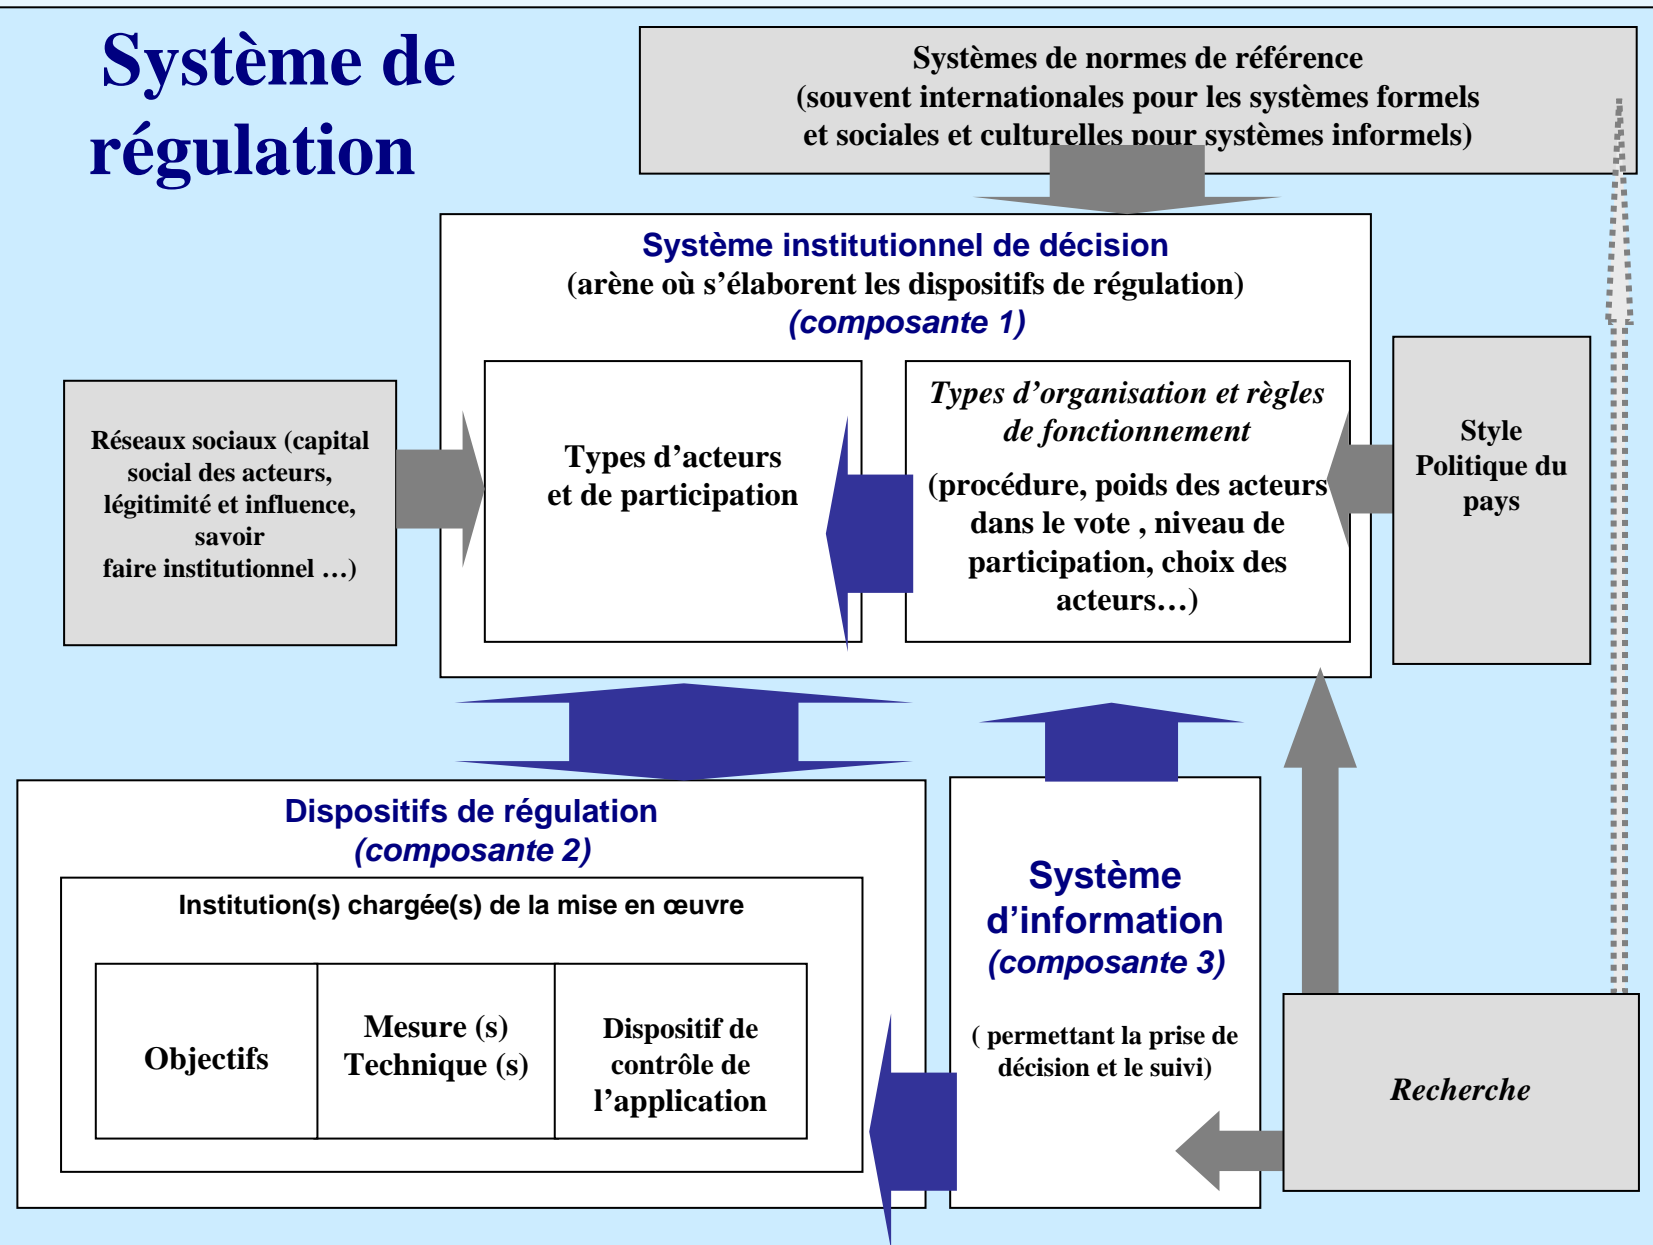 Système de
régulation
Systèmes de normes de référence
(souvent internationales pour les systèmes formels
et sociales et culturelles pour systèmes informels)
Système institutionnel de décision
(arène où s’élaborent les dispositifs de régulation)
(composante 1)
Réseaux sociaux (capital
social des acteurs,
légitimité et influence,
savoir
faire institutionnel …)
Types d’acteurs
et de participation
Types d’organisation et règles
de fonctionnement
(procédure, poids des acteurs
dans le vote , niveau de
participation, choix des
acteurs…)
Style
Politique du
pays
Dispositifs de régulation
(composante 2)
Institution(s) chargée(s) de la mise en œuvre
Objectifs
Mesure (s)
Technique (s)
Dispositif de
contrôle de
l’application
Système
d’information
(composante 3)
( permettant la prise de
décision et le suivi)
Recherche